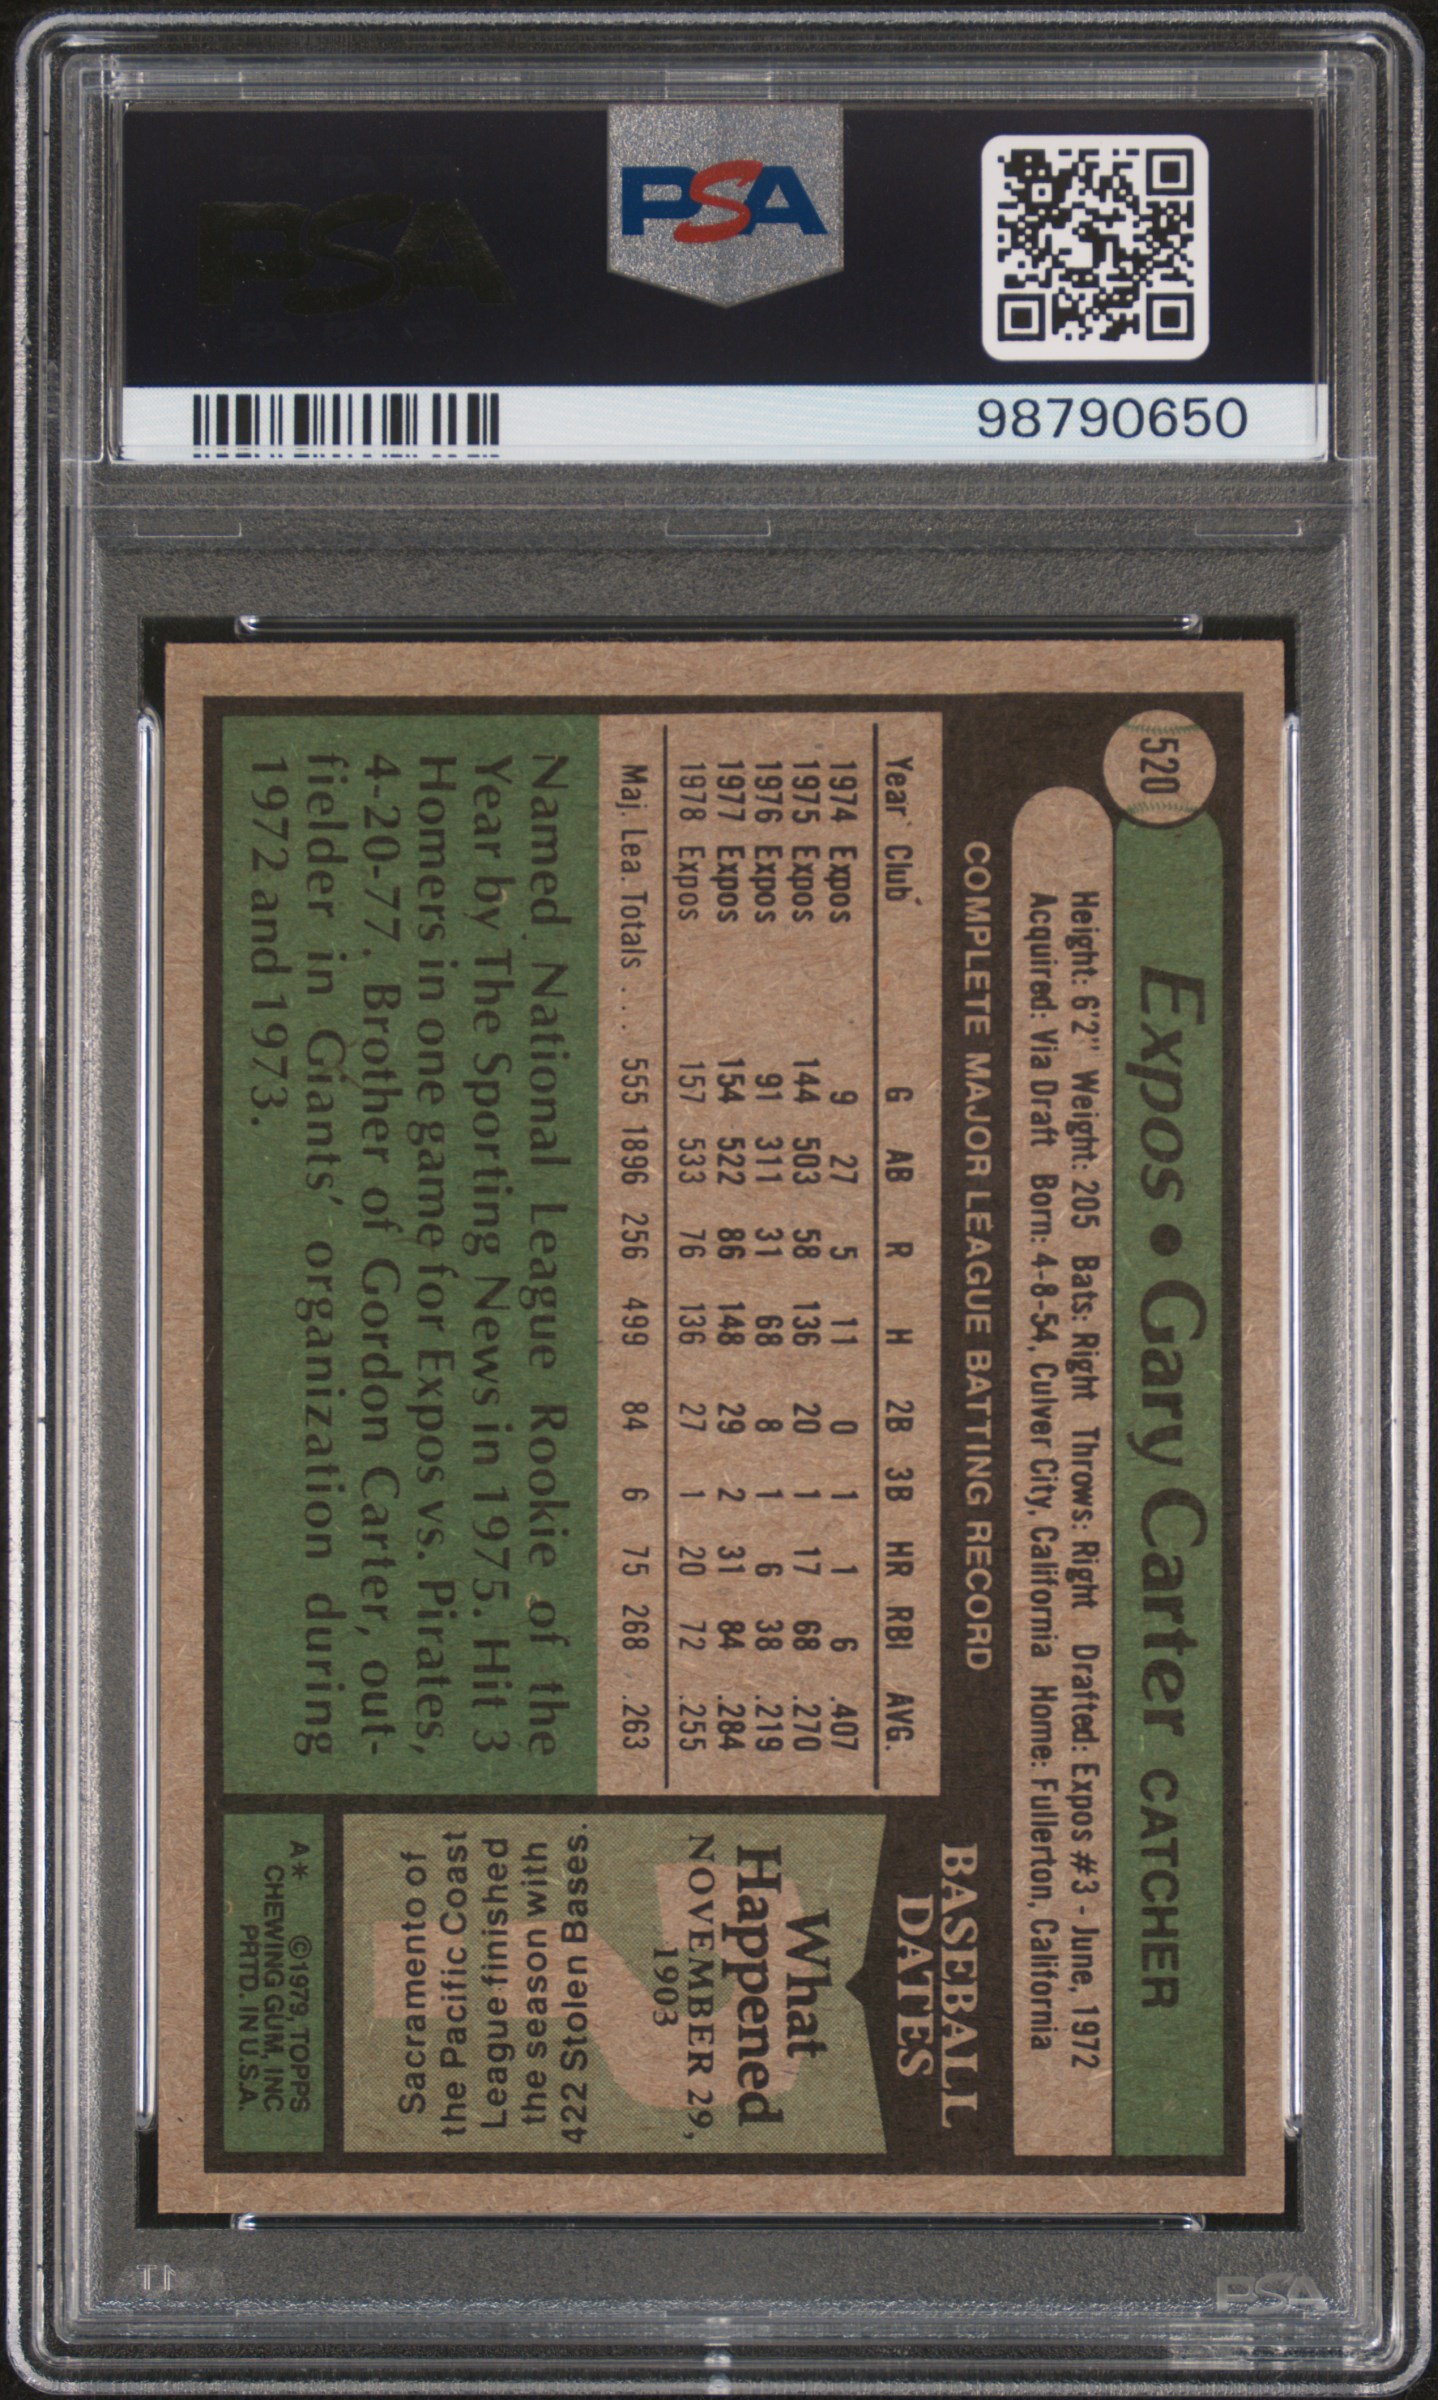 PSA
PSA
98790650
520
Expos • Gary Carter CATCHER
Height: 6'2" Weight: 205 Bats: Right Throws: Right Drafted: Expos #3 - June, 1972
Acquired: Via Draft Born: 4-8-54, Culver City, California Home: Fullerton, California
COMPLETE MAJOR LEAGUE BATTING RECORD
Year Club G AB R H 2B 3B HR RBI AVG.
1974 Expos 9 27 5 11 0 1 1 6 .407
1975 Expos 144 503 58 136 20 1 17 68 .270
1976 Expos 91 311 31 68 8 1 6 38 .219
1977 Expos 154 522 86 148 29 2 31 84 .284
1978 Expos 157 533 76 136 27 1 20 72 .255
Maj. Lea. Totals . . . 555 1896 256 499 84 6 75 268 .263
Named National League Rookie of the
Year by The Sporting News in 1975. Hit 3
Homers in one game for Expos vs. Pirates,
4-20-77. Brother of Gordon Carter, out-
fielder in Giants' organization during
1972 and 1973.
BASEBALL
DATES
What
Happened
NOVEMBER 29,
1903
422 Stolen Bases.
the season with
League finished
the Pacific Coast
Sacramento of
A* ©1979, TOPPS
CHEWING GUM, INC
PRTD. IN U.S.A.
PSA